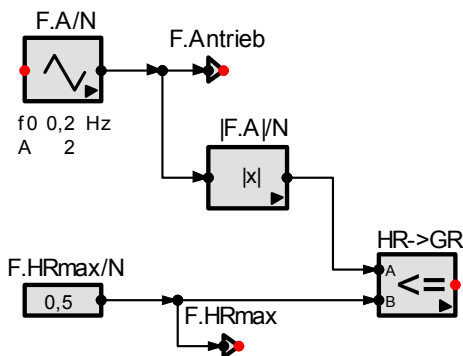 F.A/N
F.Antrieb
f0 0,2 Hz
A 2
|F.A|/N
|x|
HR->GR
A
<=
B
F.HRmax/N
0,5
F.HRmax